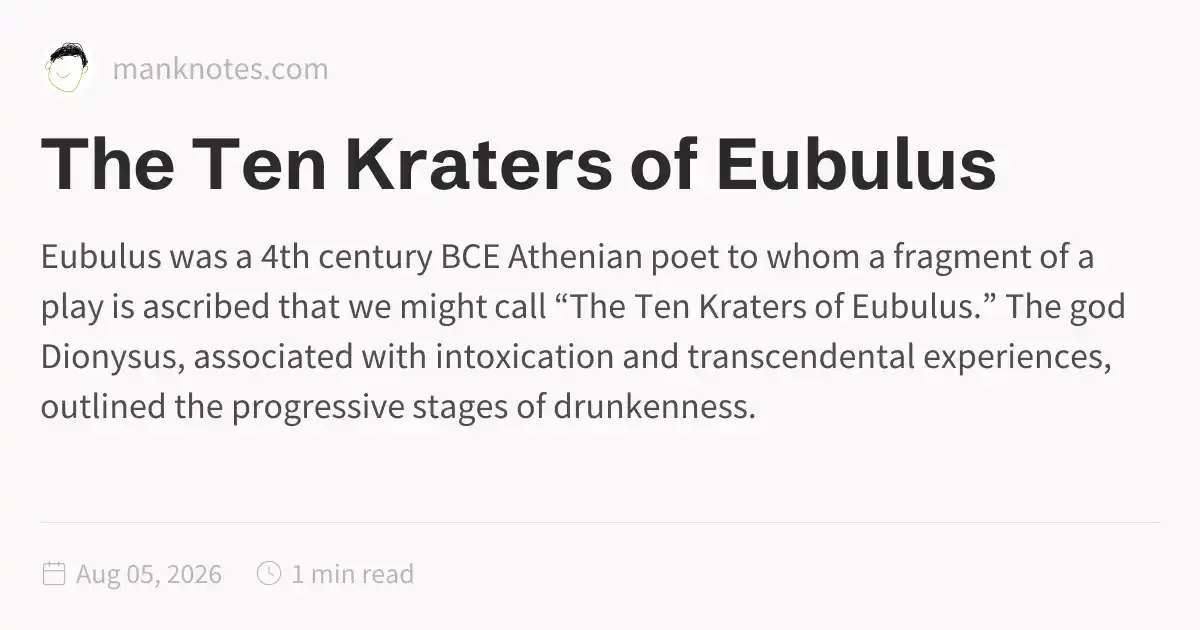 manknotes.com
The Ten Kraters of Eubulus
Eubulus was a 4th century BCE Athenian poet to whom a fragment of a
play is ascribed that we might call “The Ten Kraters of Eubulus.” The god
Dionysus, associated with intoxication and transcendental experiences,
outlined the progressive stages of drunkenness.
Aug 05, 2026 1 min read